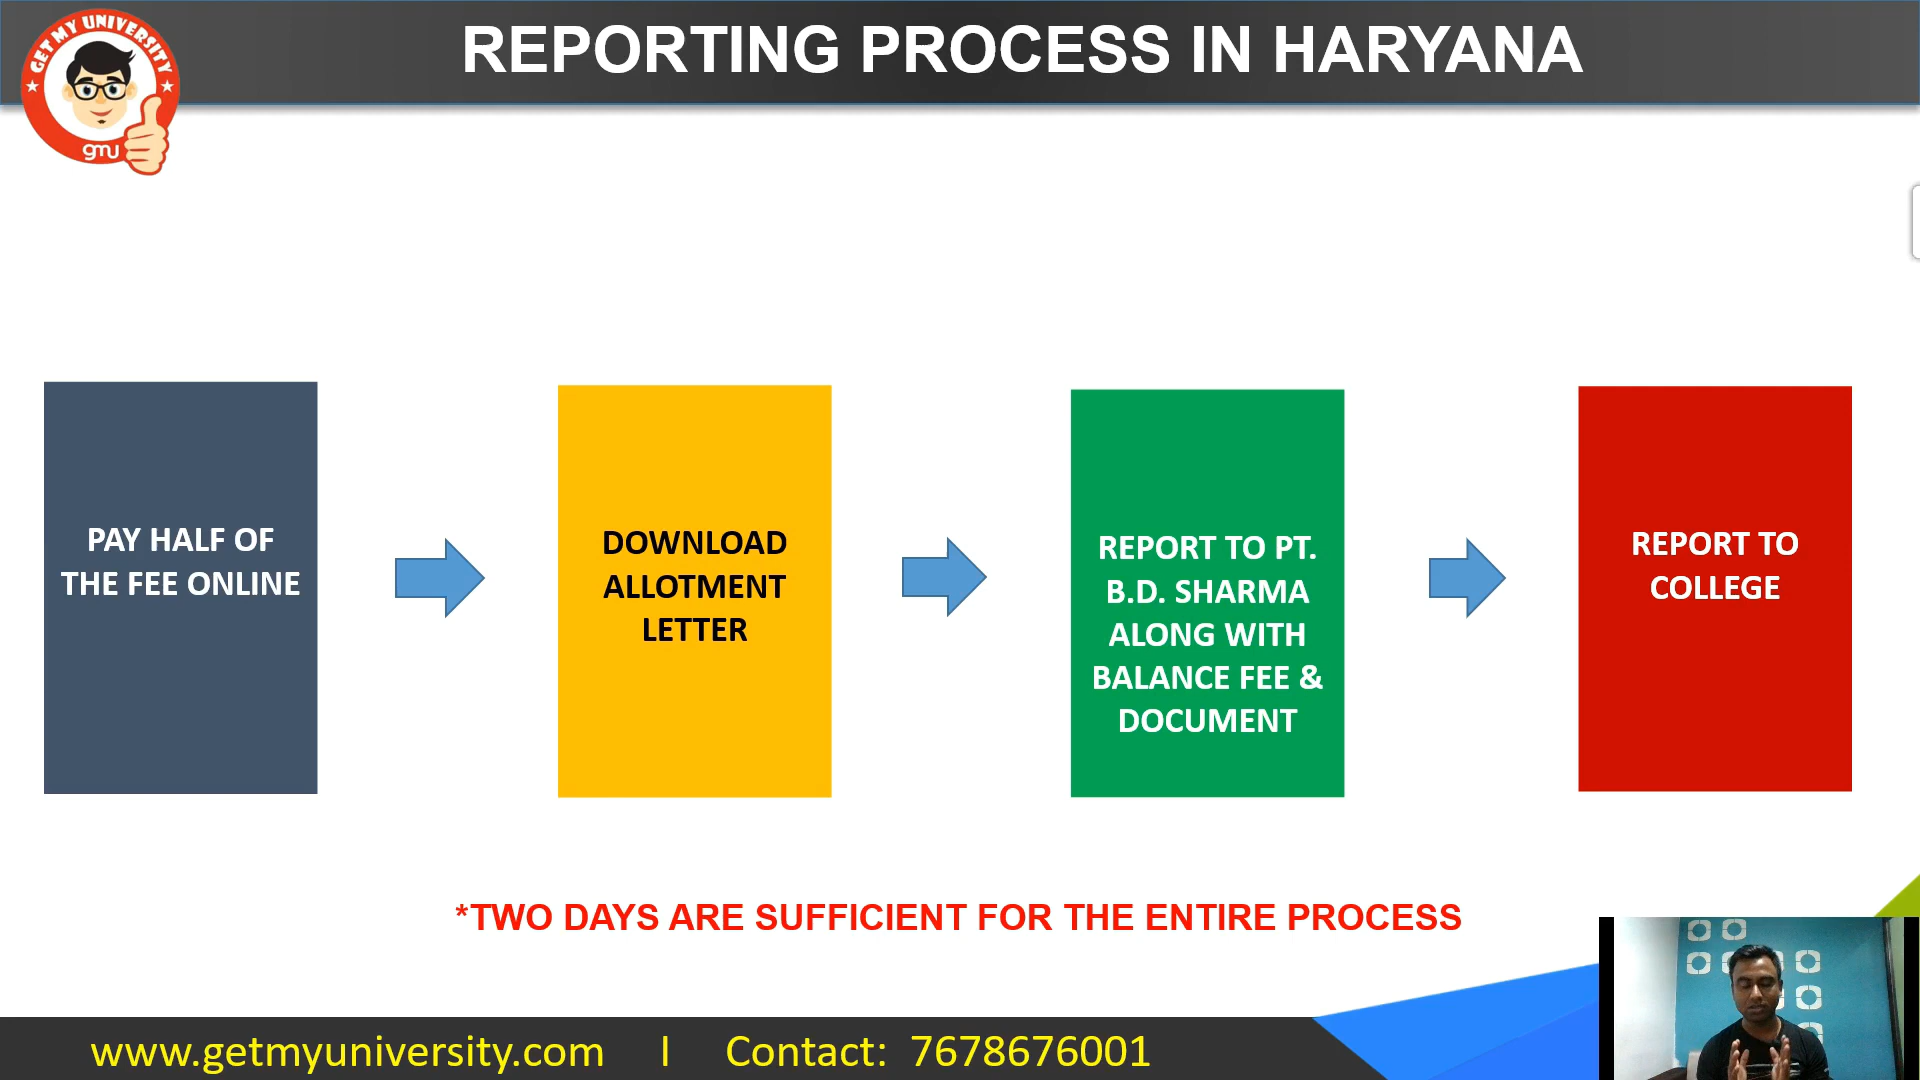 GET MY UNIVERSITY
gmu
REPORTING PROCESS IN HARYANA
PAY HALF OF
THE FEE ONLINE
DOWNLOAD
ALLOTMENT
LETTER
REPORT TO PT.
B.D. SHARMA
ALONG WITH
BALANCE FEE &
DOCUMENT
REPORT TO
COLLEGE
*TWO DAYS ARE SUFFICIENT FOR THE ENTIRE PROCESS
www.getmyuniversity.com I Contact: 7678676001